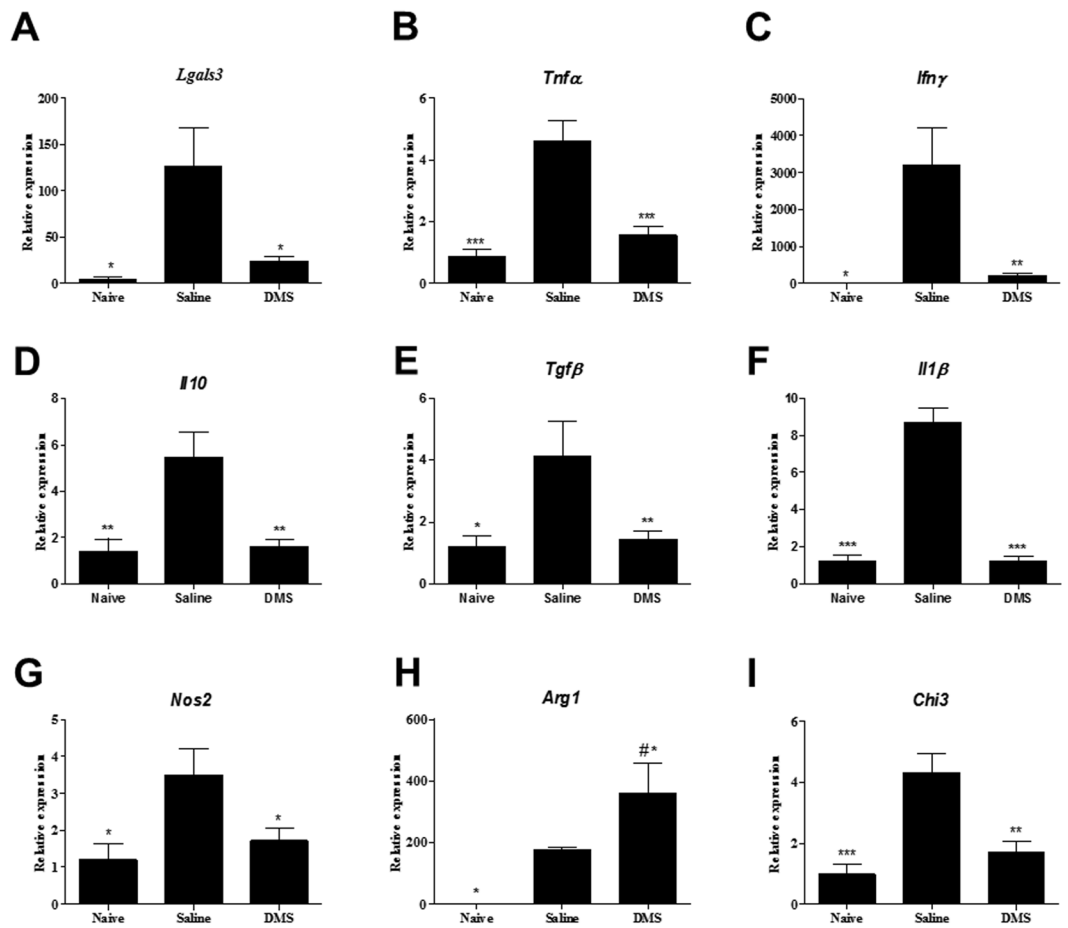 A
B
C
Lgals3
Tnfα
Ifnγ
Relative expression
200
150
100
50
0
*
*
Naive Saline DMS
Relative expression
6
4
2
0
***
***
Naive Saline DMS
Relative expression
5000
4000
3000
2000
1000
0
*
**
Naive Saline DMS
D
E
F
Il10
Tgfβ
Il1β
Relative expression
8
6
4
2
0
**
**
Naive Saline DMS
Relative expression
6
4
2
0
*
**
Naive Saline DMS
Relative expression
10
8
6
4
2
0
***
***
Naive Saline DMS
G
H
I
Nos2
Arg1
Chi3
Relative expression
5
4
3
2
1
0
*
*
Naive Saline DMS
Relative expression
600
400
200
0
*
#*
Naive Saline DMS
Relative expression
6
4
2
0
***
**
Naive Saline DMS